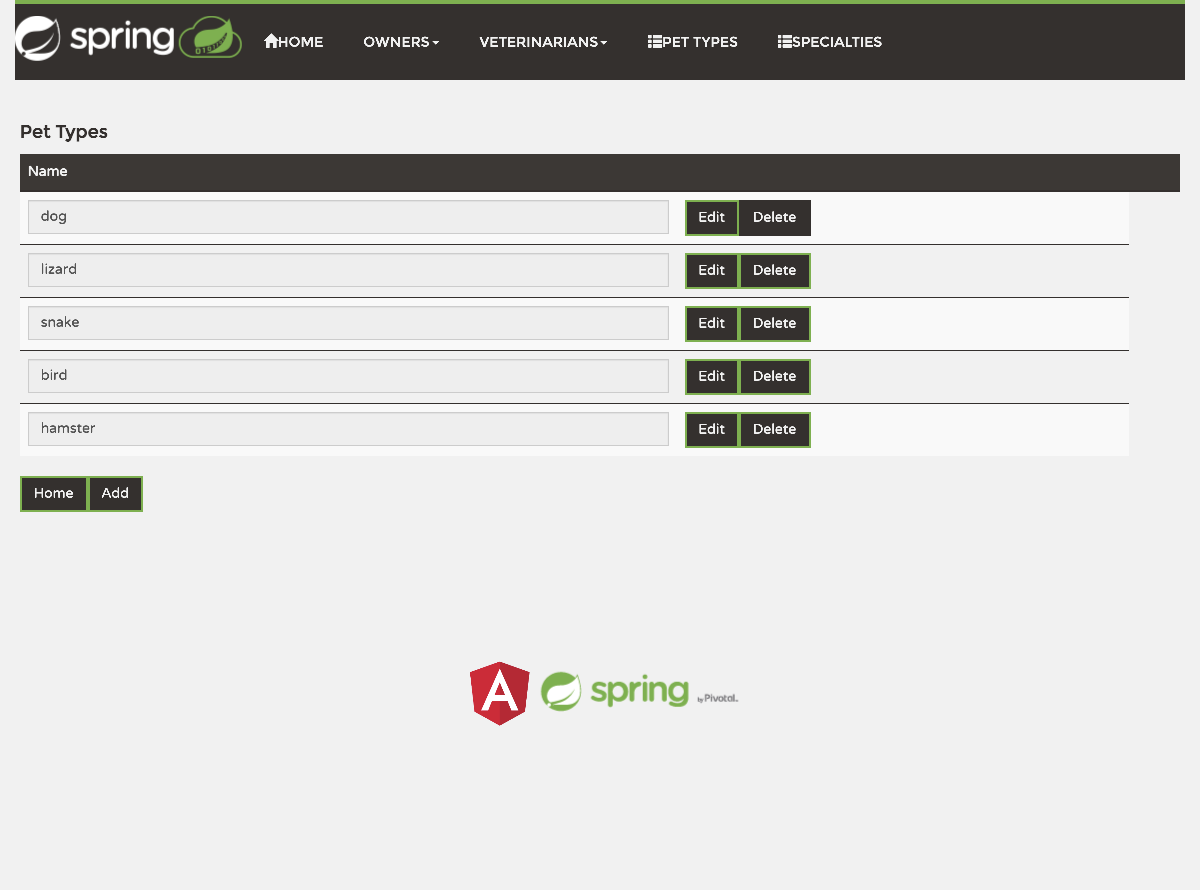 spring HOME OWNERS VETERINARIANS PET TYPES SPECIALTIES
Pet Types
Name
dog Edit Delete
lizard Edit Delete
snake Edit Delete
bird Edit Delete
hamster Edit Delete
Home Add
A spring by Pivotal.